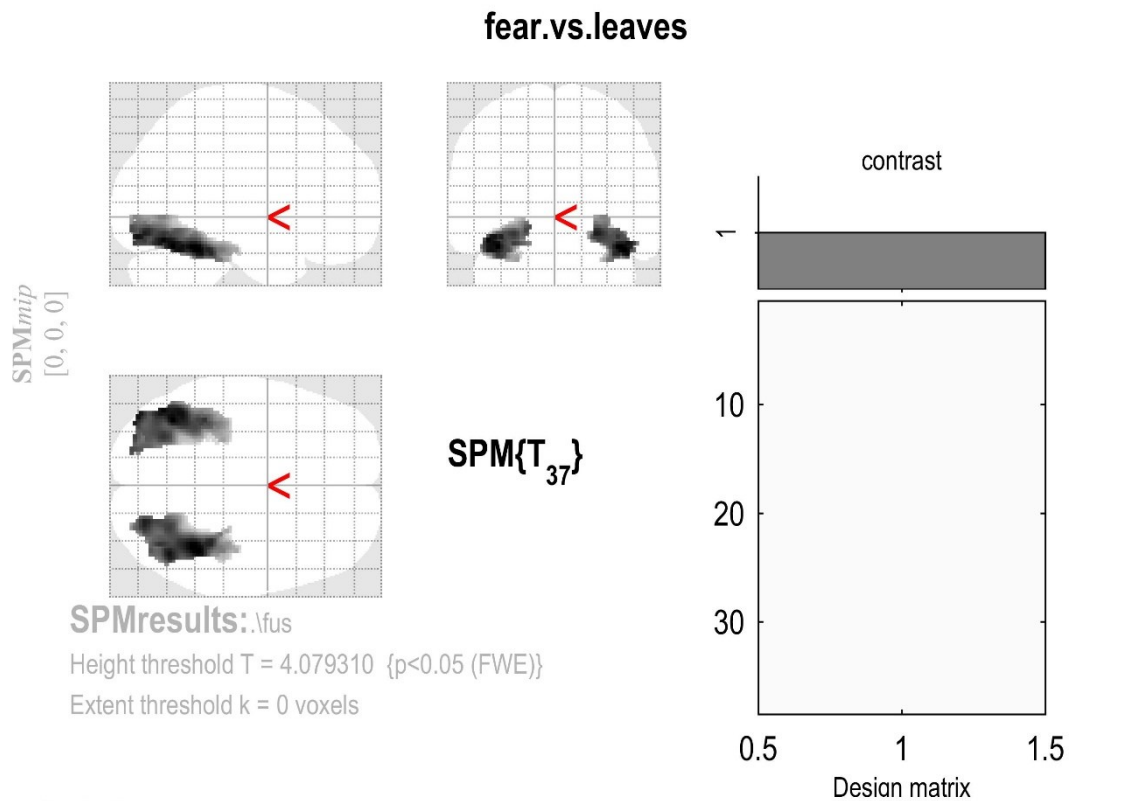 fear.vs.leaves
contrast
1
SPMmip
[0, 0, 0]
<
<
<
SPM{T37}
10
20
30
SPMresults:.\fus
Height threshold T = 4.079310 {p<0.05 (FWE)}
Extent threshold k = 0 voxels
0.5 1 1.5
Design matrix